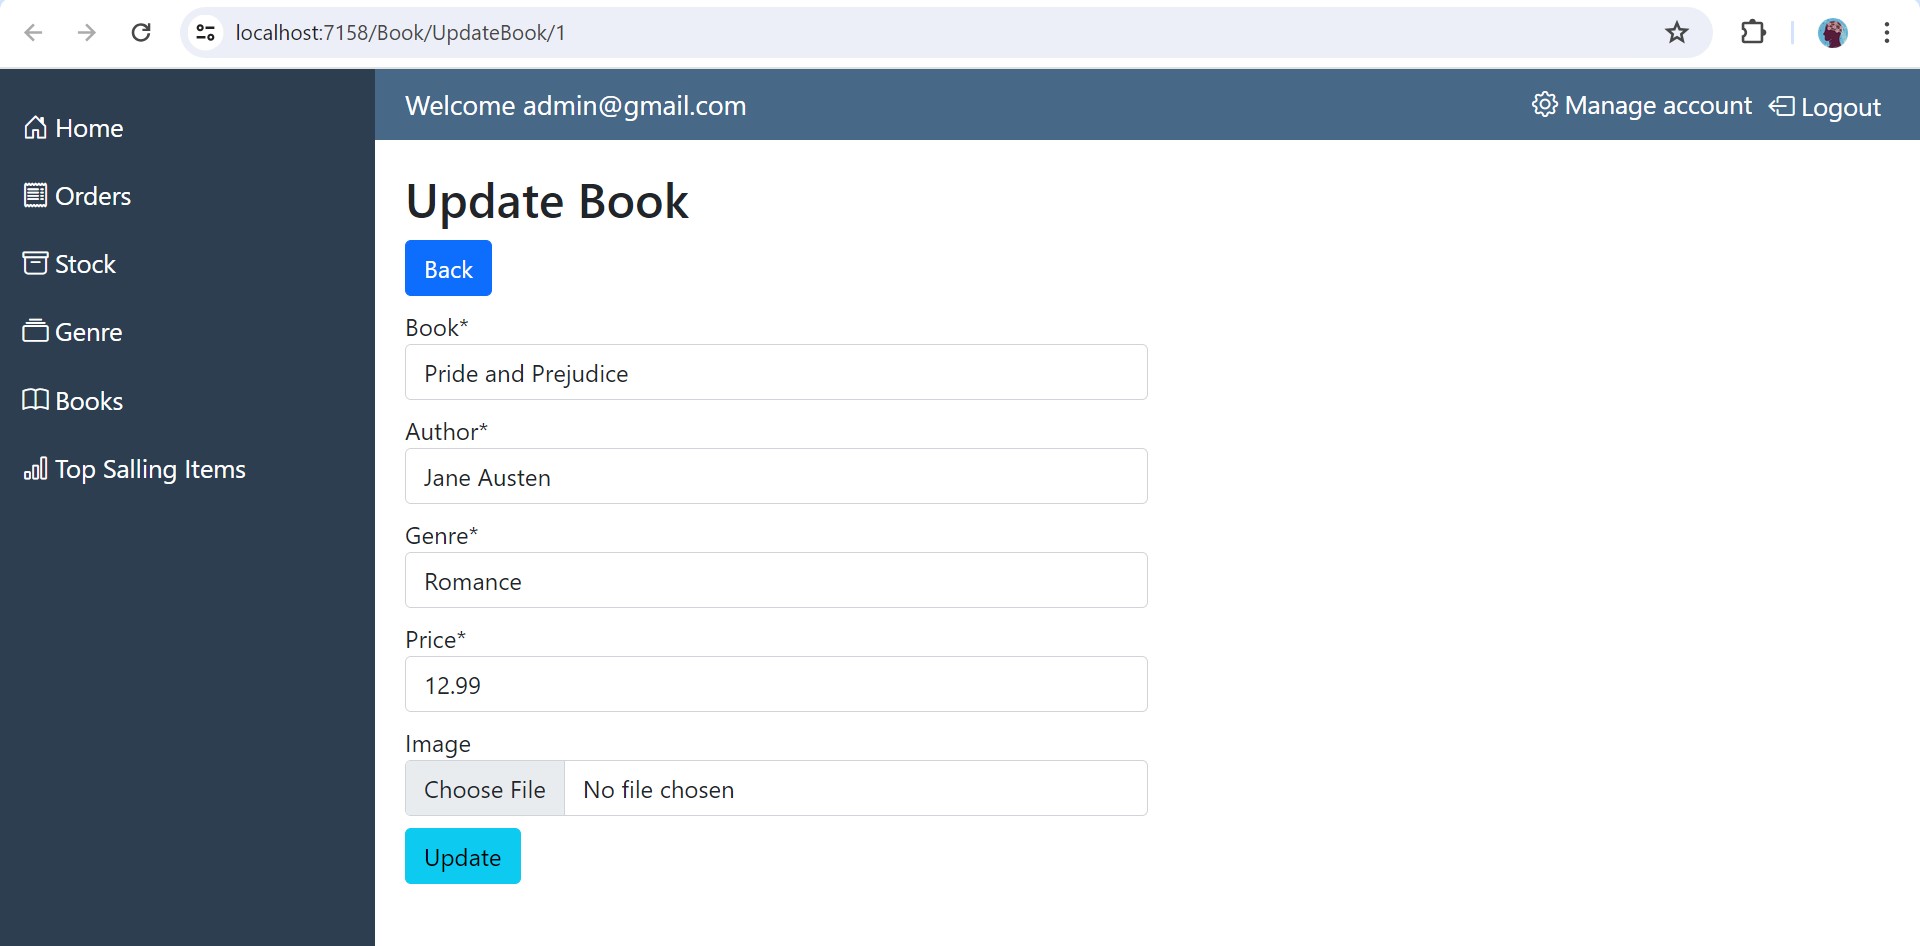 localhost:7158/Book/UpdateBook/1
Home
Orders
Stock
Genre
Books
Top Salling Items
Welcome admin@gmail.com
Manage account
Logout
Update Book
Back
Book*
Pride and Prejudice
Author*
Jane Austen
Genre*
Romance
Price*
12.99
Image
Choose File No file chosen
Update